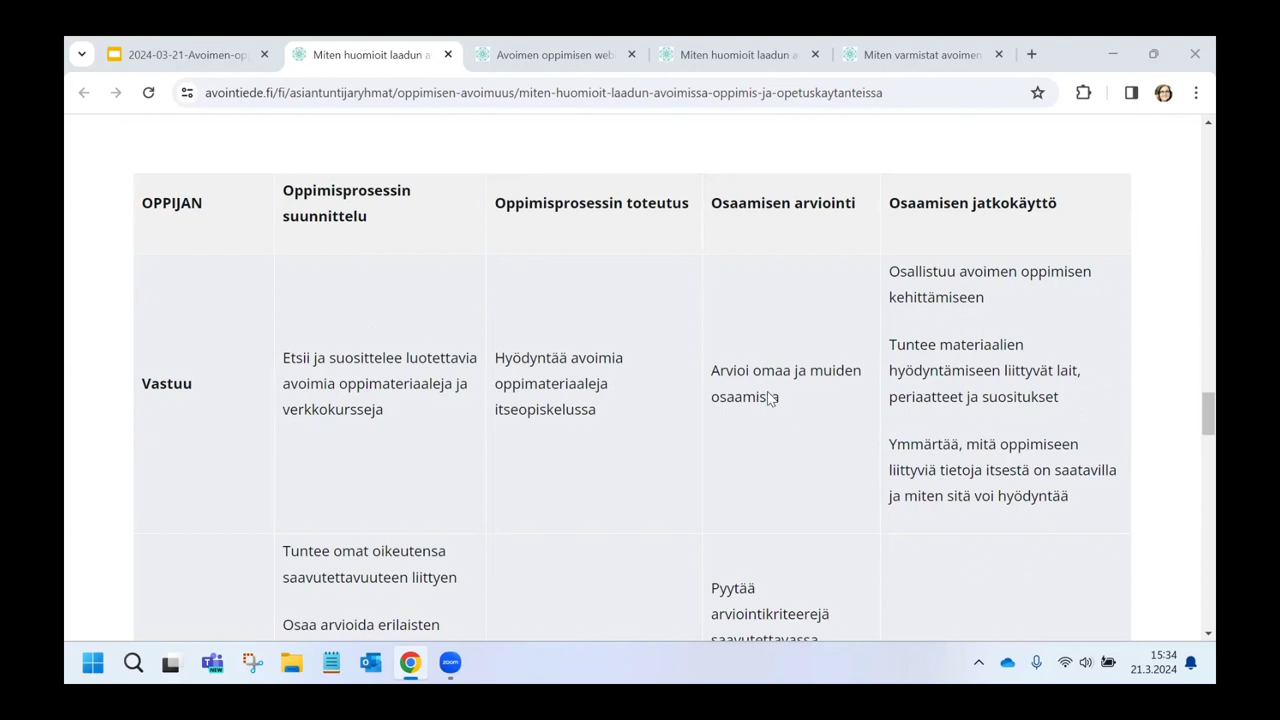 2024-03-21-Avoimen-op
Miten huomioit laadun a
Avoimen oppimisen web
Miten huomioit laadun a
Miten varmistat avoimen
avointiede.fi/fi/asiantuntijaryhmat/oppimisen-avoimuus/miten-huomioit-laadun-avoimissa-oppimis-ja-opetuskaytanteissa
OPPIJAN
Oppimisprosessin
suunnittelu
Oppimisprosessin toteutus
Osaamisen arviointi
Osaamisen jatkokäyttö
Vastuu
Etsii ja suosittelee luotettavia
avoimia oppimateriaaleja ja
verkkokursseja
Hyödyntää avoimia
oppimateriaaleja
itseopiskelussa
Arvioi omaa ja muiden
osaamista
Osallistuu avoimen oppimisen
kehittämiseen
Tuntee materiaalien
hyödyntämiseen liittyvät lait,
periaatteet ja suositukset
Ymmärtää, mitä oppimiseen
liittyviä tietoja itsestä on saatavilla
ja miten sitä voi hyödyntää
Tuntee omat oikeutensa
saavutettavuuteen liittyen
Osaa arvioida erilaisten
Pyytää
arviointikriteerejä
saavutettavassa
NEW
zoom
15:34
21.3.2024